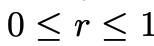 0 ≤ r ≤ 1